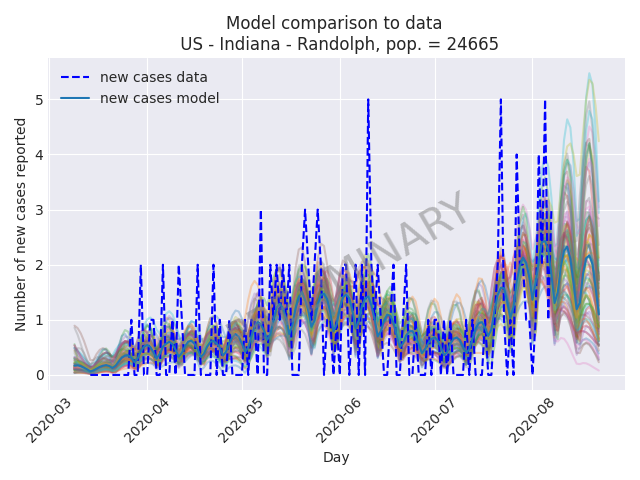 Model comparison to data
US - Indiana - Randolph, pop. = 24665
new cases data
new cases model
Number of new cases reported
5
4
3
2
1
0
2020-03
2020-04
2020-05
2020-06
2020-07
2020-08
Day